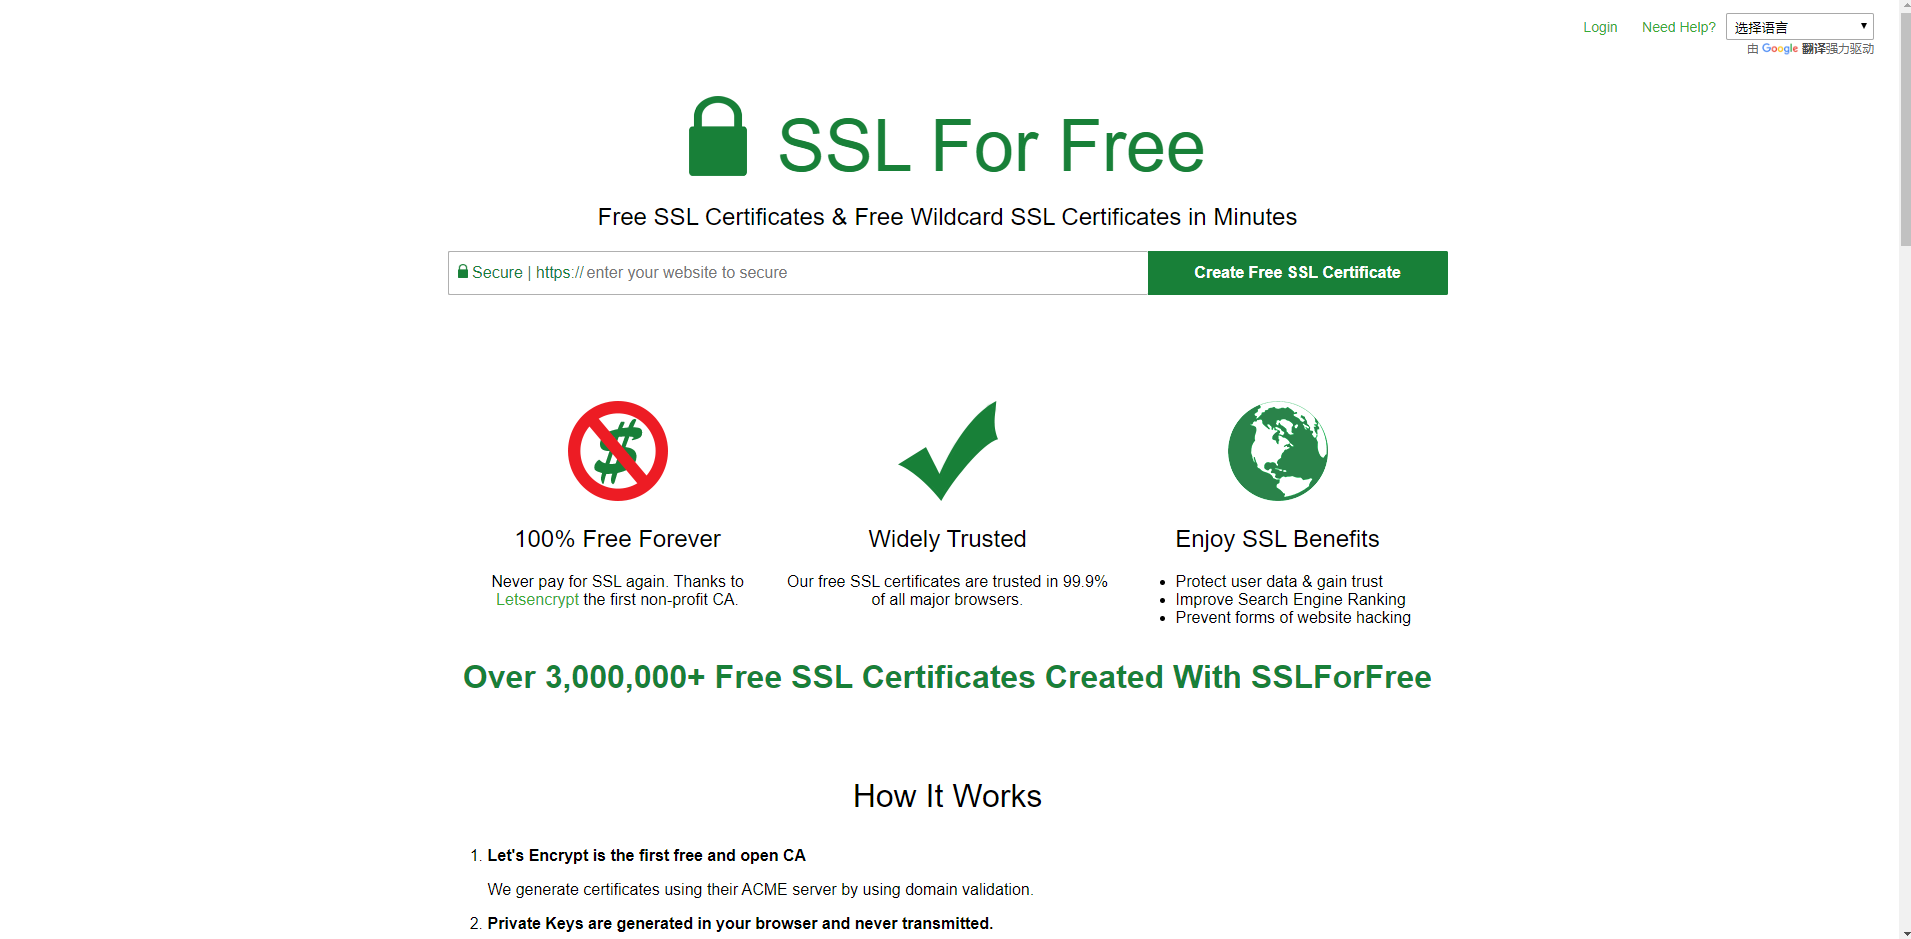 Login Need Help? 选择语言
由 Google 翻译强力驱动
SSL For Free
Free SSL Certificates & Free Wildcard SSL Certificates in Minutes
Secure | https:// enter your website to secure Create Free SSL Certificate
100% Free Forever
Never pay for SSL again. Thanks to
Letsencrypt the first non-profit CA.
Widely Trusted
Our free SSL certificates are trusted in 99.9%
of all major browsers.
Enjoy SSL Benefits
• Protect user data & gain trust
• Improve Search Engine Ranking
• Prevent forms of website hacking
Over 3,000,000+ Free SSL Certificates Created With SSLForFree
How It Works
1. Let's Encrypt is the first free and open CA
We generate certificates using their ACME server by using domain validation.
2. Private Keys are generated in your browser and never transmitted.